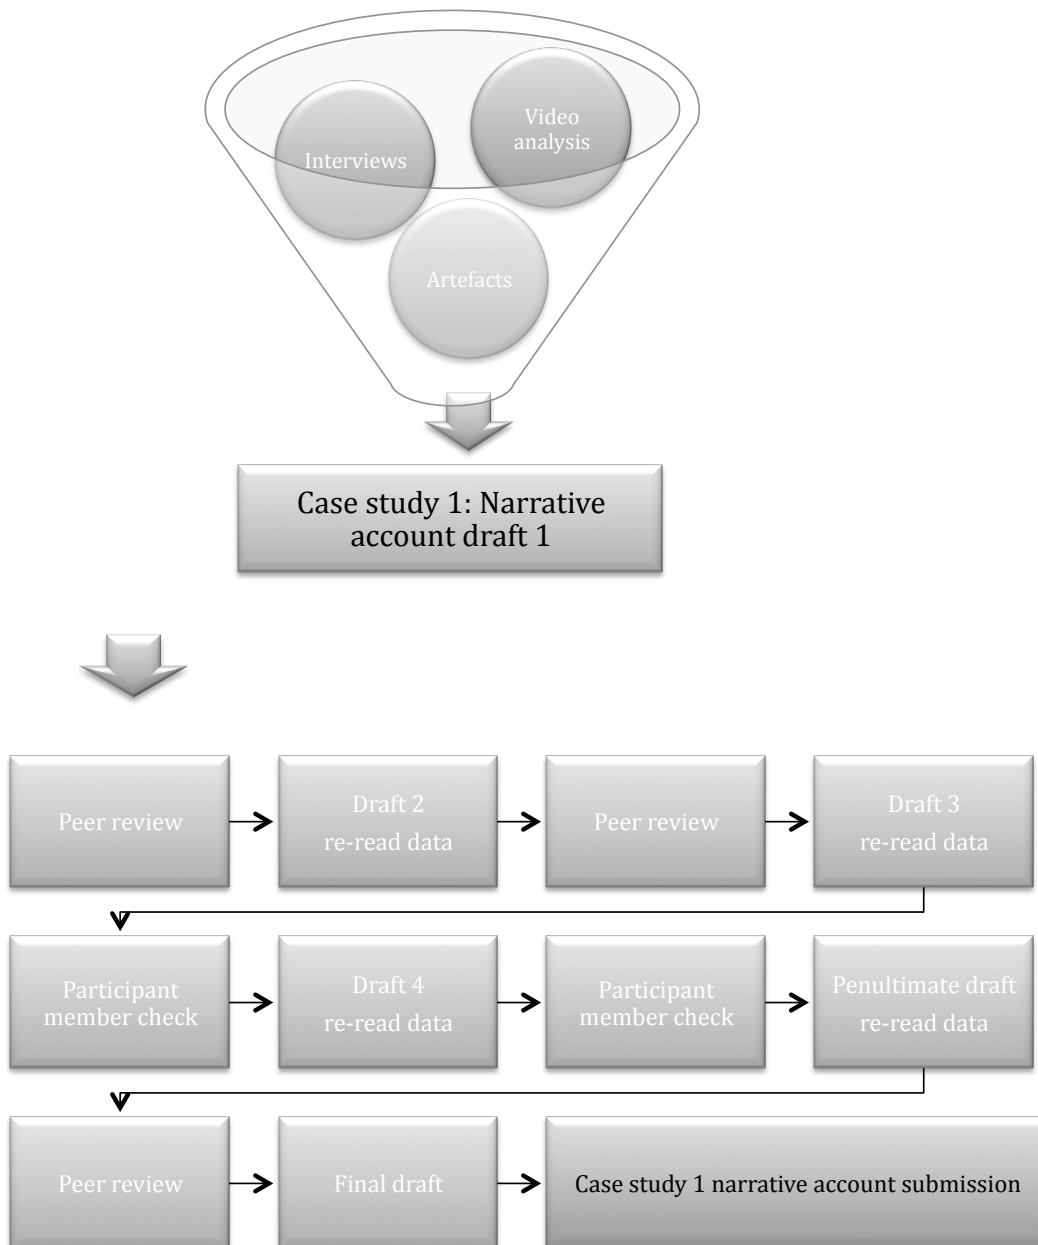 Video
analysis
Interviews
Artefacts
Case study 1: Narrative
account draft 1
Peer review
Draft 2
re-read data
Peer review
Draft 3
re-read data
Participant
member check
Draft 4
re-read data
Participant
member check
Penultimate draft
re-read data
Peer review
Final draft
Case study 1 narrative account submission